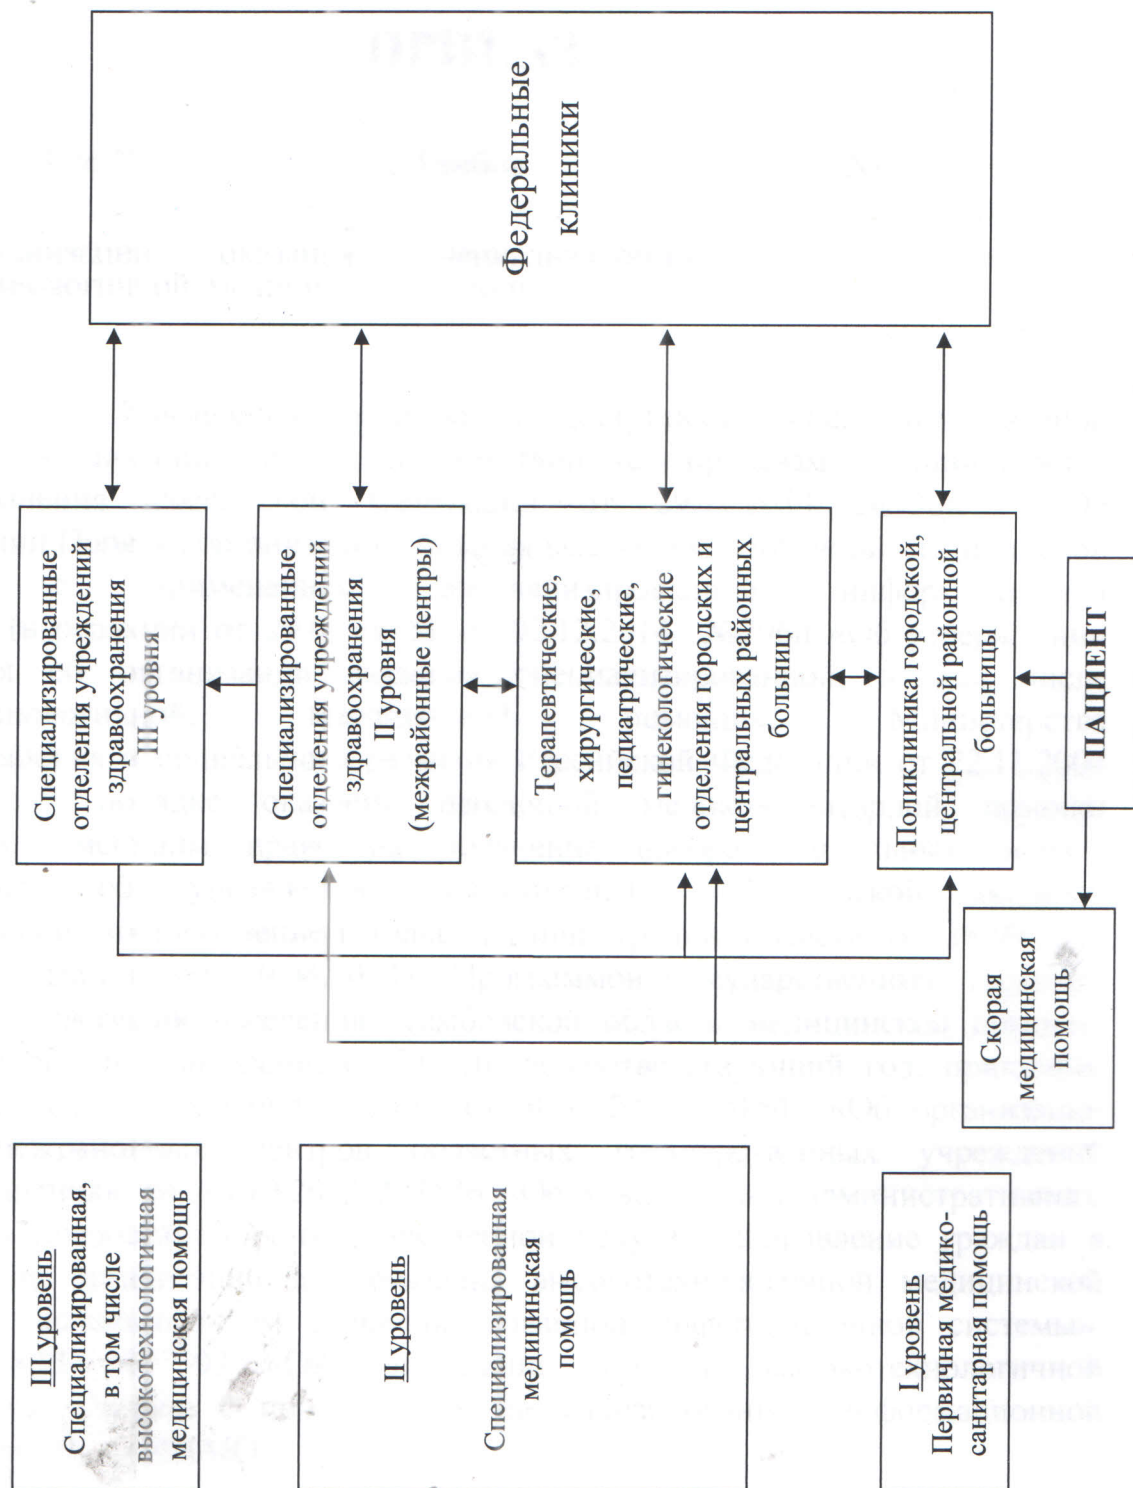 III уровень
Специализированная,
в том числе
высокотехнологичная
медицинская помощь
II уровень
Специализированная
медицинская
помощь
I уровень
Первичная медико-
санитарная помощь
Специализированные
отделения учреждений
здравоохранения
III уровня
Специализированные
отделения учреждений
здравоохранения
II уровня
(межрайонные центры)
Терапевтические,
хирургические,
педиатрические,
гинекологические
отделения городских и
центральных районных
больниц
Поликлиника городской,
центральной районной
больницы
Скорая
медицинская
помощь
ПАЦИЕНТ
Федеральные
клиники